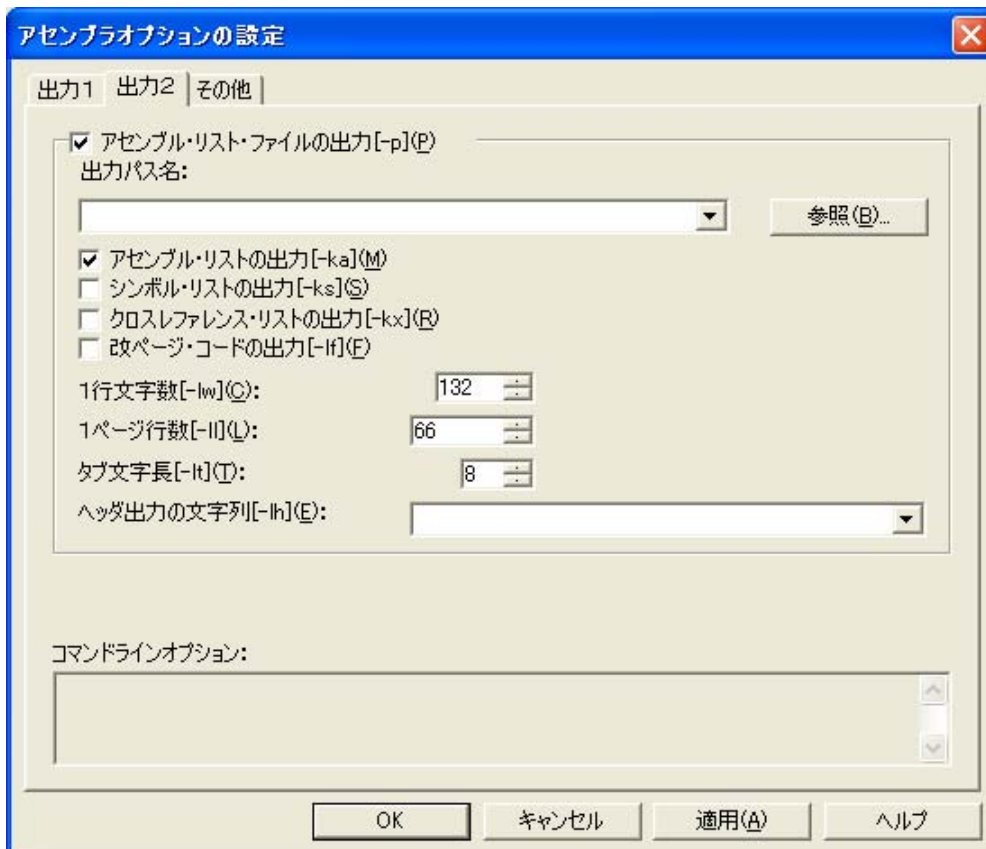 アセンブラオプションの設定
出力1 出力2 その他
アセンブル・リスト・ファイルの出力[-p](P)
出力パス名:
参照(B)...
アセンブル・リストの出力[-ka](M)
シンボル・リストの出力[-ks](S)
クロスレファレンス・リストの出力[-kx](R)
改ページ・コードの出力[-lf](F)
1行文字数[-lw](C): 132
1ページ行数[-ll](L): 66
タブ文字長[-lt](T): 8
ヘッダ出力の文字列[-lh](E):
コマンドラインオプション:
OK キャンセル 適用(A) ヘルプ